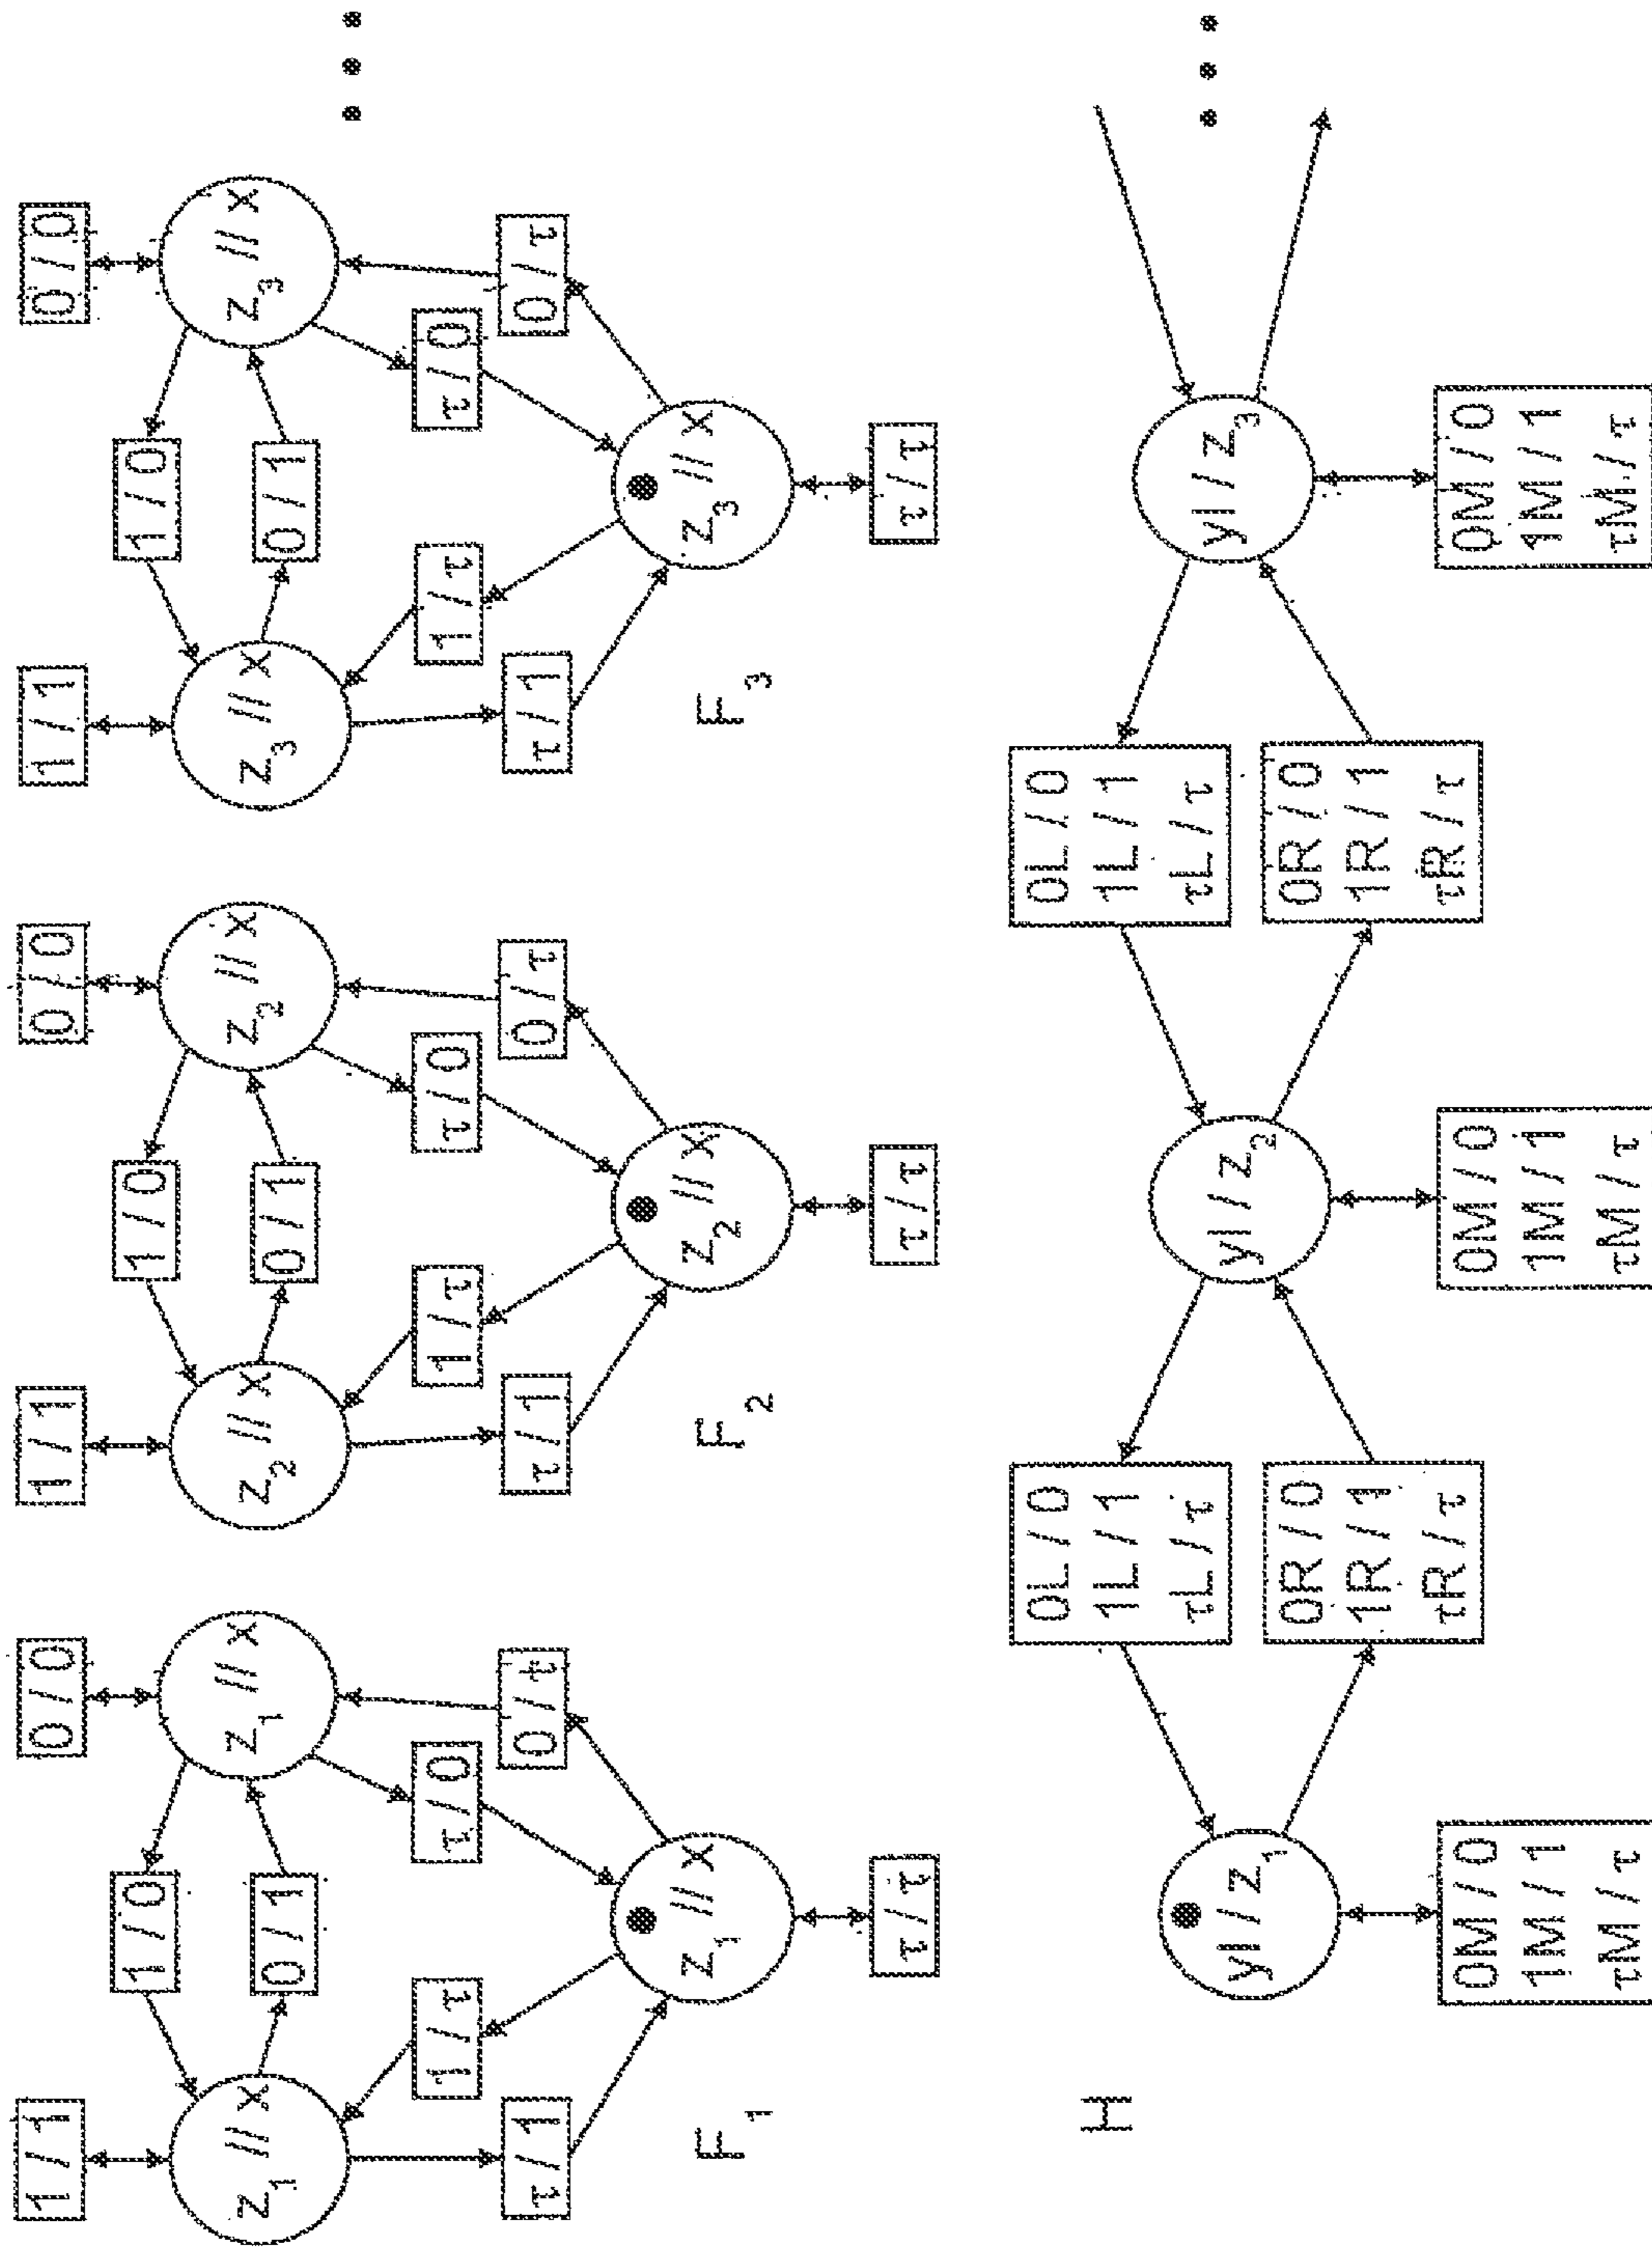 1 / 1
0 / 0
1 / 0
0 / 1
z₁ // x
z₁ // x
1 / τ
τ / 0
τ / 1
0 / τ
z₁ // x
τ / τ
F₁
1 / 1
0 / 0
1 / 0
0 / 1
z₂ // x
z₂ // x
1 / τ
τ / 0
τ / 1
0 / τ
z₂ // x
τ / τ
F₂
1 / 1
0 / 0
1 / 0
0 / 1
z₃ // x
z₃ // x
1 / τ
τ / 0
τ / 1
0 / τ
z₃ // x
τ / τ
F₃
H
yl // z₁
0M / 0
1M / 1
τM / τ
0L / 0
1L / 1
τL / τ
0R / 0
1R / 1
τR / τ
yl // z₂
0M / 0
1M / 1
τM / τ
0L / 0
1L / 1
τL / τ
0R / 0
1R / 1
τR / τ
yl // z₃
0M / 0
1M / 1
τM / τ